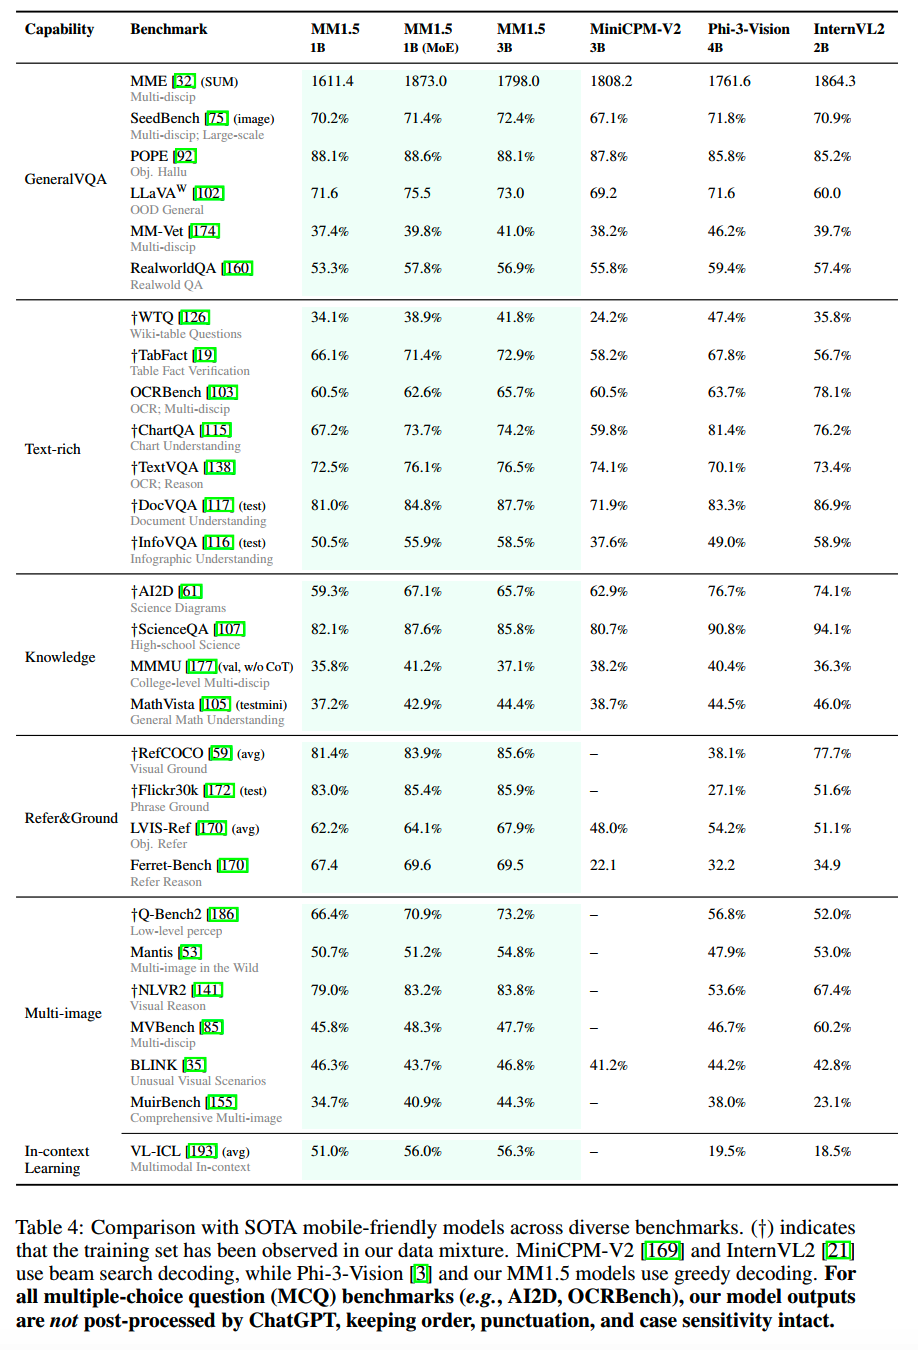 Capability Benchmark MM1.5 MM1.5 MM1.5 MiniCPM-V2 Phi-3-Vision InternVL2
1B 1B (MoE) 3B 3B 4B 2B
MME [32] (SUM) 1611.4 1873.0 1798.0 1808.2 1761.6 1864.3
Multi-discip
SeedBench [75] (image) 70.2% 71.4% 72.4% 67.1% 71.8% 70.9%
Multi-discip; Large-scale
POPE [92] 88.1% 88.6% 88.1% 87.8% 85.8% 85.2%
Obj. Hallu
GeneralVQA
LLaVAW [102] 71.6 75.5 73.0 69.2 71.6 60.0
OOD General
MM-Vet [174] 37.4% 39.8% 41.0% 38.2% 46.2% 39.7%
Multi-discip
RealworldQA [160] 53.3% 57.8% 56.9% 55.8% 59.4% 57.4%
Realwold QA
†WTQ [126] 34.1% 38.9% 41.8% 24.2% 47.4% 35.8%
Wiki-table Questions
†TabFact [19] 66.1% 71.4% 72.9% 58.2% 67.8% 56.7%
Table Fact Verification
OCRBench [103] 60.5% 62.6% 65.7% 60.5% 63.7% 78.1%
OCR; Multi-discip
†ChartQA [115] 67.2% 73.7% 74.2% 59.8% 81.4% 76.2%
Chart Understanding
Text-rich
†TextVQA [138] 72.5% 76.1% 76.5% 74.1% 70.1% 73.4%
OCR; Reason
†DocVQA [117] (test) 81.0% 84.8% 87.7% 71.9% 83.3% 86.9%
Document Understanding
†InfoVQA [116] (test) 50.5% 55.9% 58.5% 37.6% 49.0% 58.9%
Infographic Understanding
†AI2D [61] 59.3% 67.1% 65.7% 62.9% 76.7% 74.1%
Science Diagrams
†ScienceQA [107] 82.1% 87.6% 85.8% 80.7% 90.8% 94.1%
High-school Science
Knowledge
MMMU [177] (val, w/o CoT) 35.8% 41.2% 37.1% 38.2% 40.4% 36.3%
College-level Multi-discip
MathVista [105] (testmini) 37.2% 42.9% 44.4% 38.7% 44.5% 46.0%
General Math Understanding
†RefCOCO [59] (avg) 81.4% 83.9% 85.6% – 38.1% 77.7%
Visual Ground
†Flickr30k [172] (test) 83.0% 85.4% 85.9% – 27.1% 51.6%
Phrase Ground
Refer&Ground
LVIS-Ref [170] (avg) 62.2% 64.1% 67.9% 48.0% 54.2% 51.1%
Obj. Refer
Ferret-Bench [170] 67.4 69.6 69.5 22.1 32.2 34.9
Refer Reason
†Q-Bench2 [186] 66.4% 70.9% 73.2% – 56.8% 52.0%
Low-level percep
Mantis [53] 50.7% 51.2% 54.8% – 47.9% 53.0%
Multi-image in the Wild
†NLVR2 [141] 79.0% 83.2% 83.8% – 53.6% 67.4%
Visual Reason
Multi-image
MVBench [85] 45.8% 48.3% 47.7% – 46.7% 60.2%
Multi-discip
BLINK [35] 46.3% 43.7% 46.8% 41.2% 44.2% 42.8%
Unusual Visual Scenarios
MuirBench [155] 34.7% 40.9% 44.3% – 38.0% 23.1%
Comprehensive Multi-image
In-context VL-ICL [193] (avg) 51.0% 56.0% 56.3% – 19.5% 18.5%
Learning Multimodal In-context
Table 4: Comparison with SOTA mobile-friendly models across diverse benchmarks. (†) indicates
that the training set has been observed in our data mixture. MiniCPM-V2 [169] and InternVL2 [21]
use beam search decoding, while Phi-3-Vision [3] and our MM1.5 models use greedy decoding. For
all multiple-choice question (MCQ) benchmarks (e.g., AI2D, OCRBench), our model outputs
are not post-processed by ChatGPT, keeping order, punctuation, and case sensitivity intact.